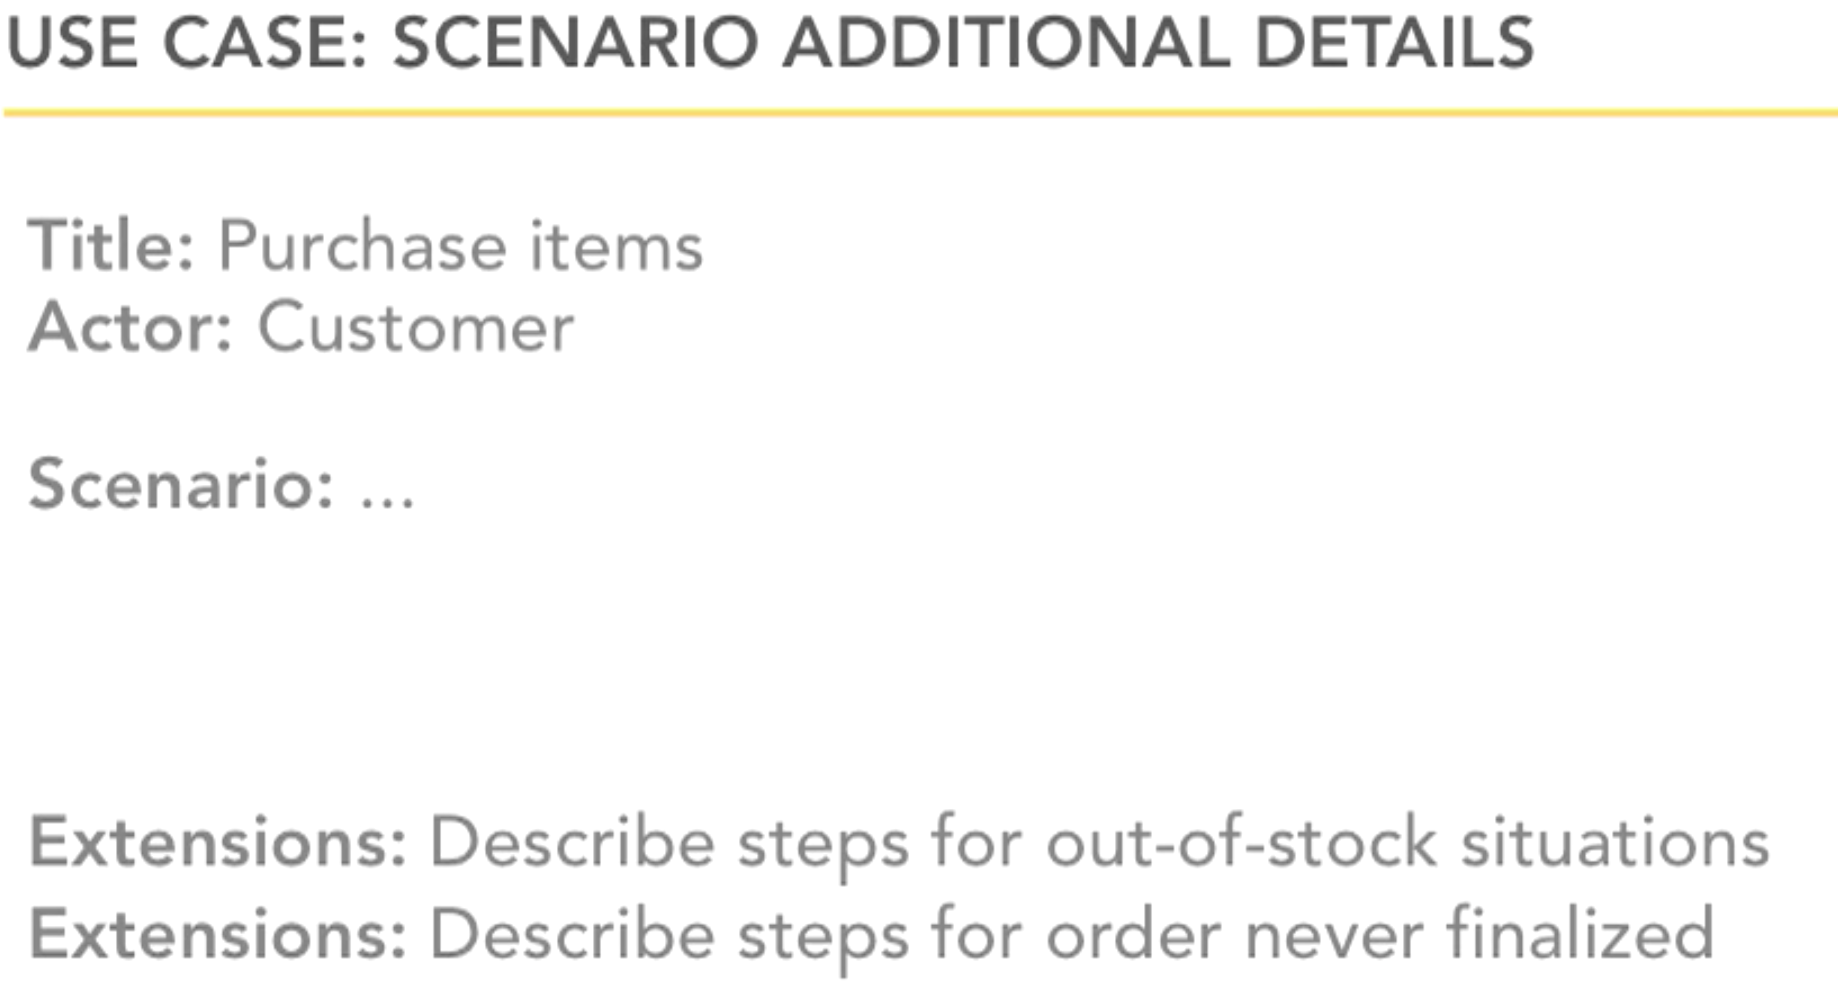 USE CASE: SCENARIO ADDITIONAL DETAILS
Title: Purchase items
Actor: Customer
Scenario: ...
Extensions: Describe steps for out-of-stock situations
Extensions: Describe steps for order never finalized